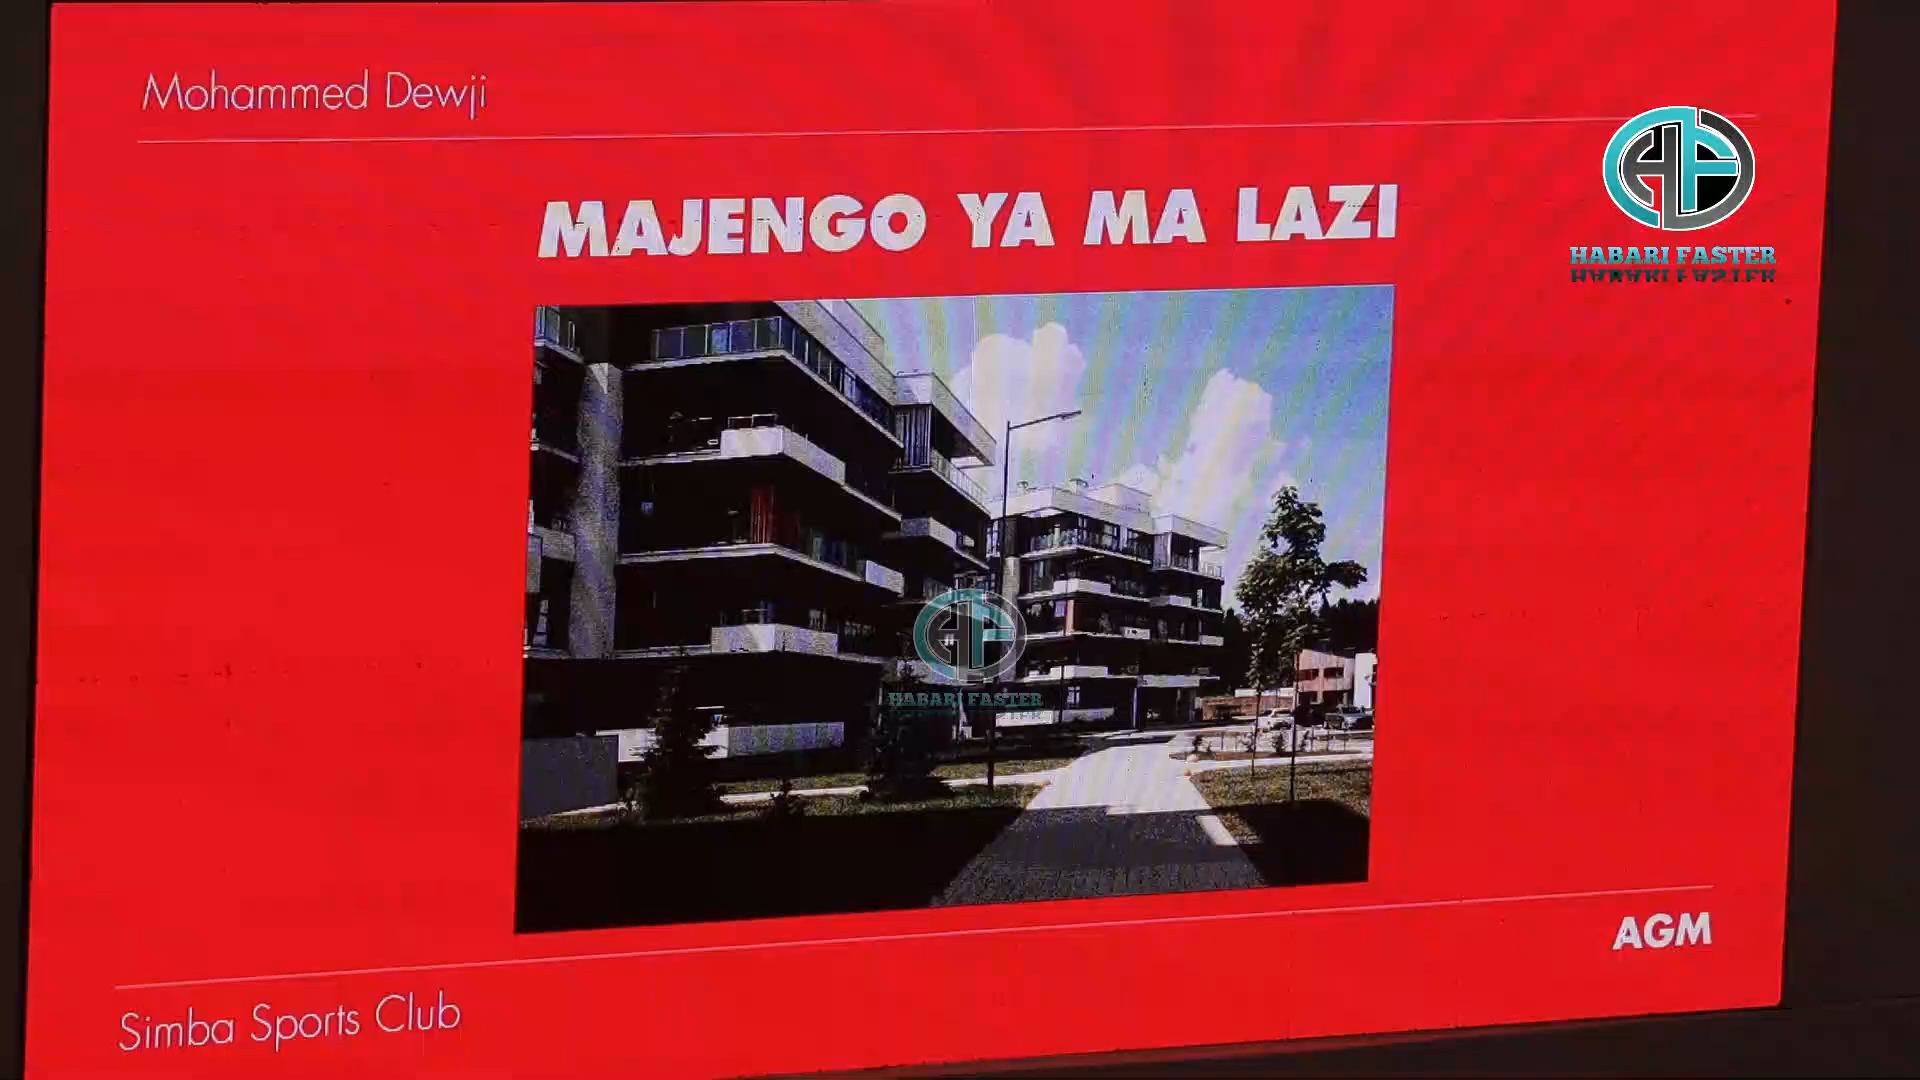 Mohammed Dewji
HABARI FASTER
MAJENGO YA MA LAZI
HABARI FASTER
AGM
Simba Sports Club